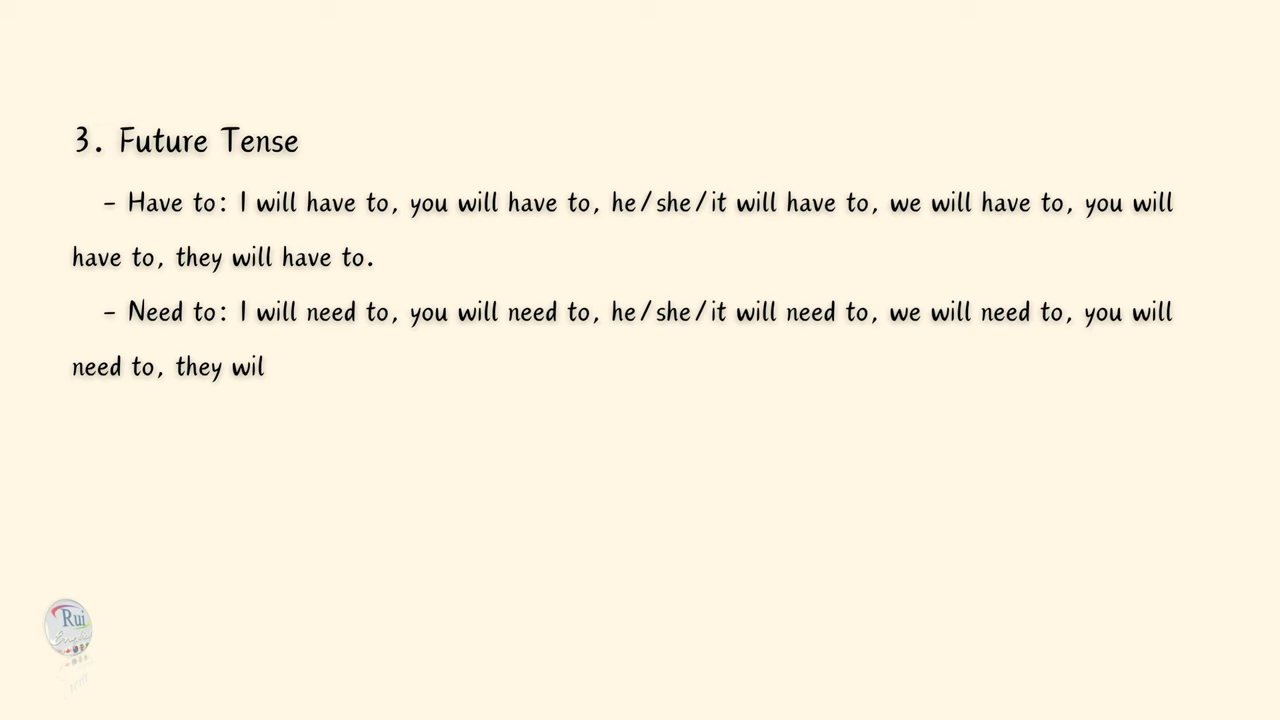 3. Future Tense
- Have to: I will have to, you will have to, he/she/it will have to, we will have to, you will
have to, they will have to.
- Need to: I will need to, you will need to, he/she/it will need to, we will need to, you will
need to, they wil
Rui